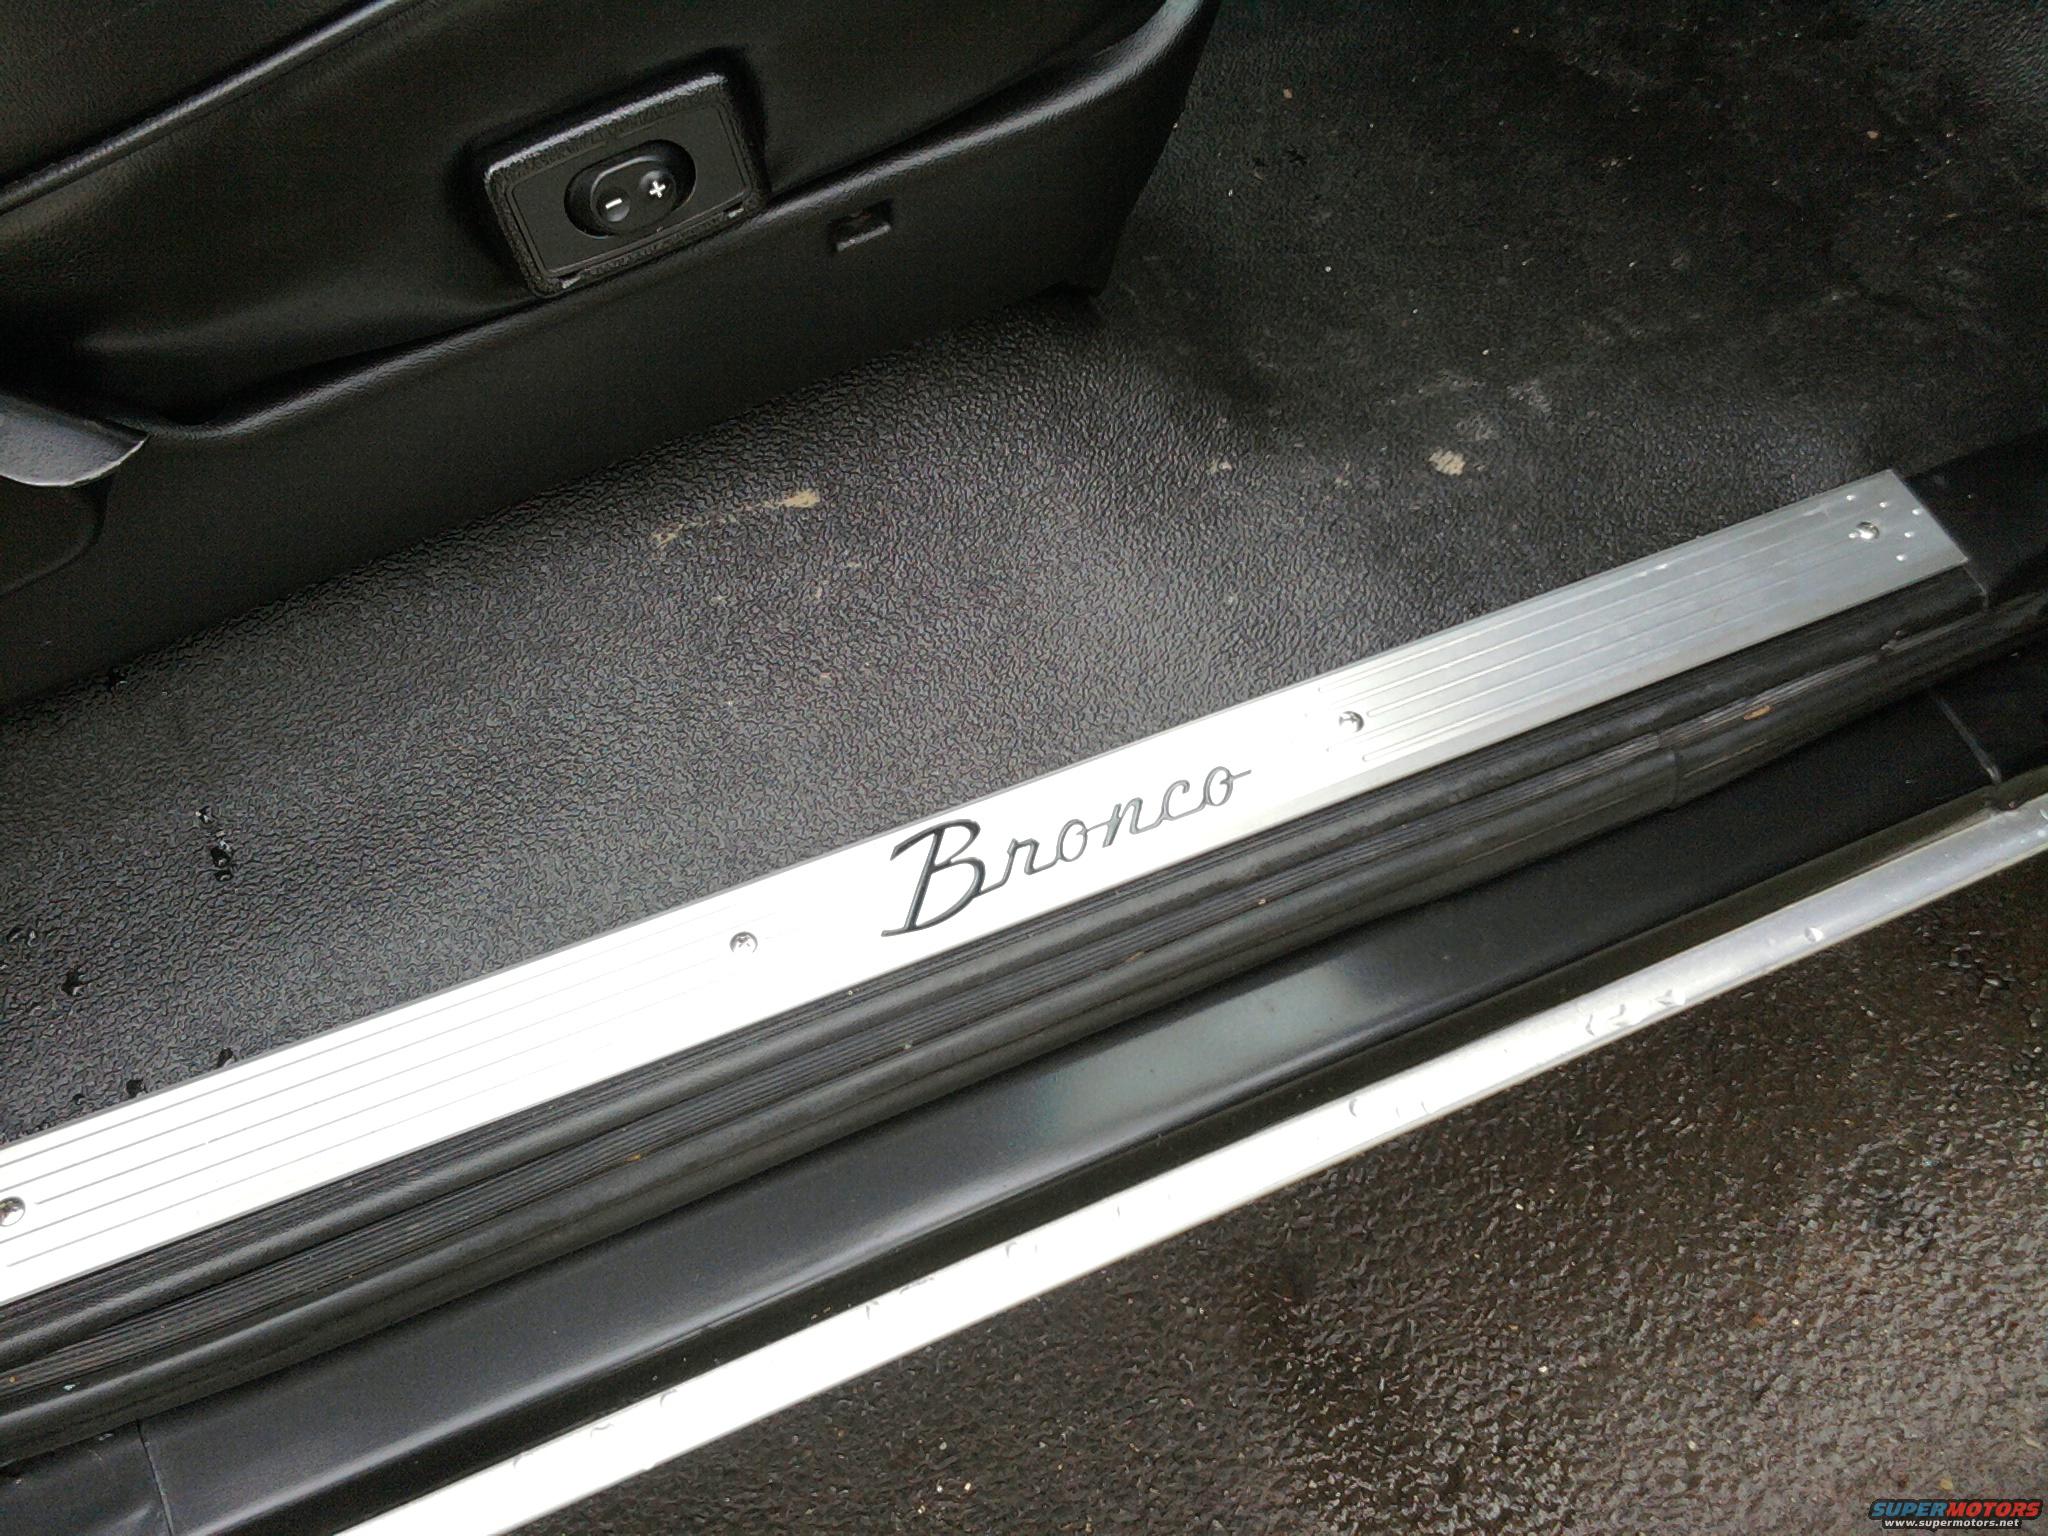 - +
Bronco
SUPERMOTORS
www.supermotors.net